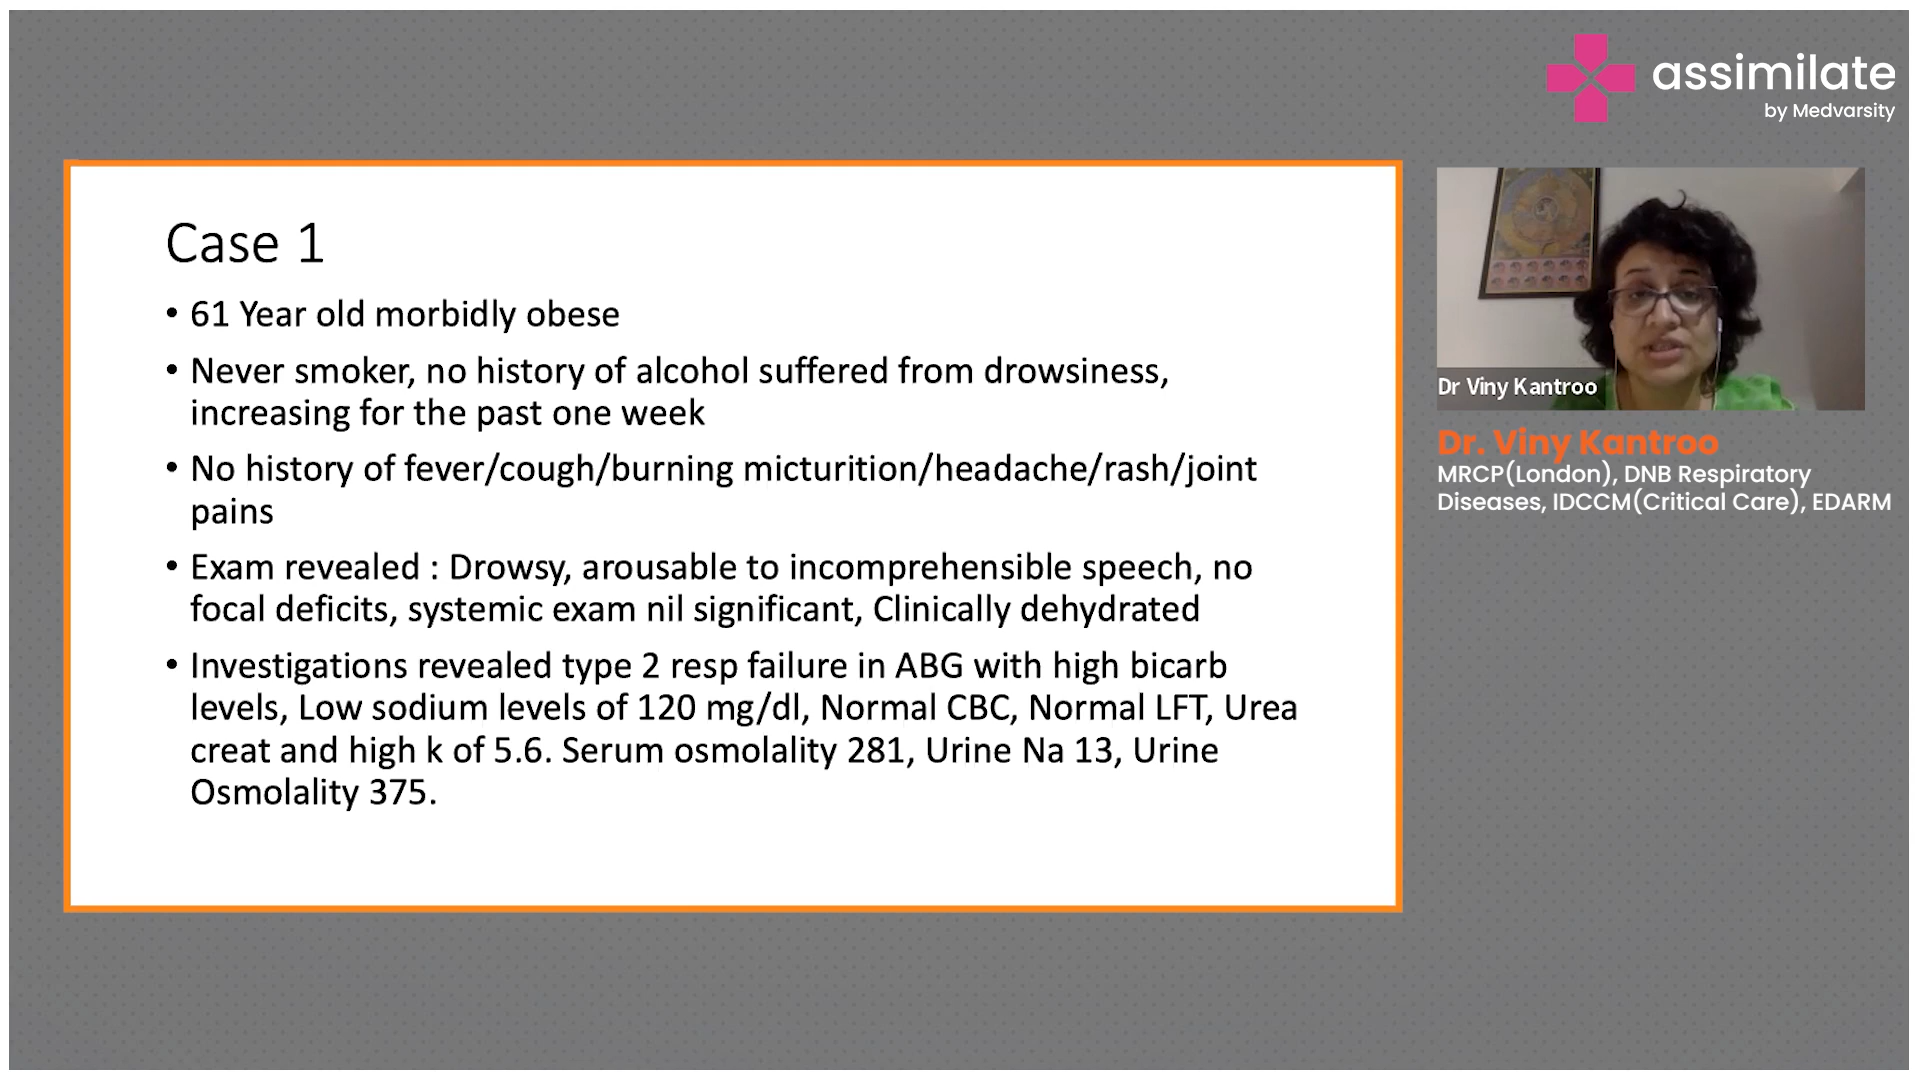 assimilate
by Medvarsity
Case 1
• 61 Year old morbidly obese
• Never smoker, no history of alcohol suffered from drowsiness,
increasing for the past one week
• No history of fever/cough/burning micturition/headache/rash/joint
pains
• Exam revealed : Drowsy, arousable to incomprehensible speech, no
focal deficits, systemic exam nil significant, Clinically dehydrated
• Investigations revealed type 2 resp failure in ABG with high bicarb
levels, Low sodium levels of 120 mg/dl, Normal CBC, Normal LFT, Urea
creat and high k of 5.6. Serum osmolality 281, Urine Na 13, Urine
Osmolality 375.
Dr Viny Kantroo
Dr. Viny Kantroo
MRCP(London), DNB Respiratory
Diseases, IDCCM(Critical Care), EDARM